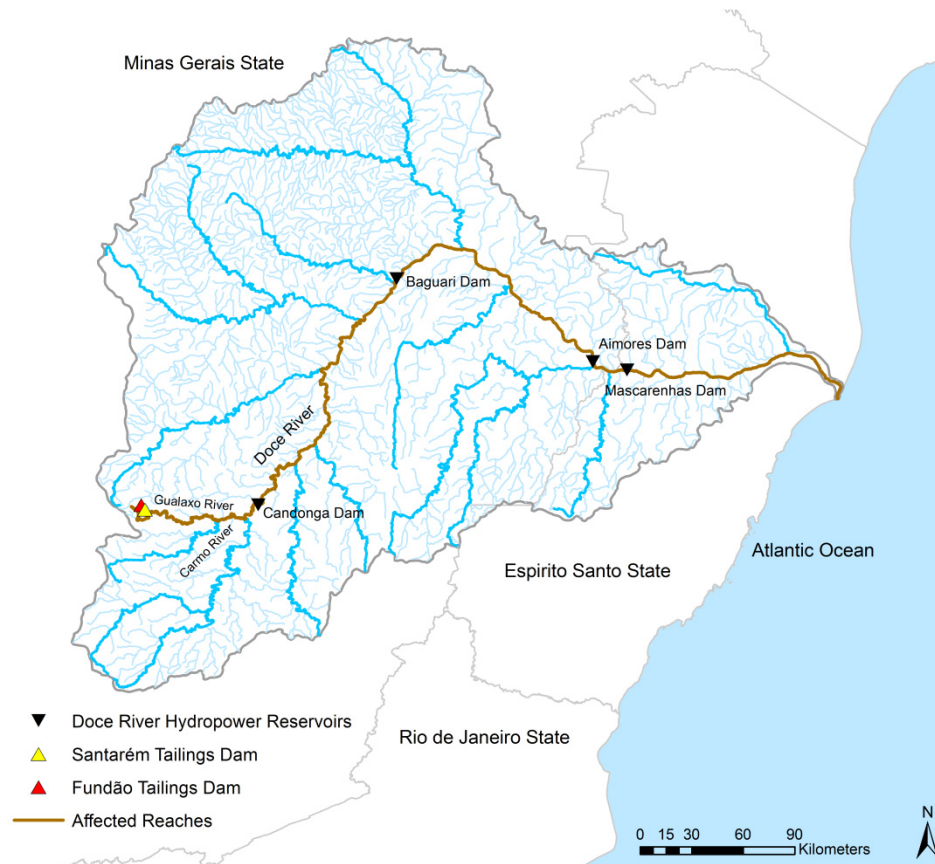 Minas Gerais State
Baguari Dam
Aimores Dam
Mascarenhas Dam
Doce River
Gualaxo River
Candonga Dam
Carmo River
Atlantic Ocean
Espirito Santo State
Rio de Janeiro State
Doce River Hydropower Reservoirs
Santarém Tailings Dam
Fundão Tailings Dam
Affected Reaches
N
0 15 30 60 90
Kilometers